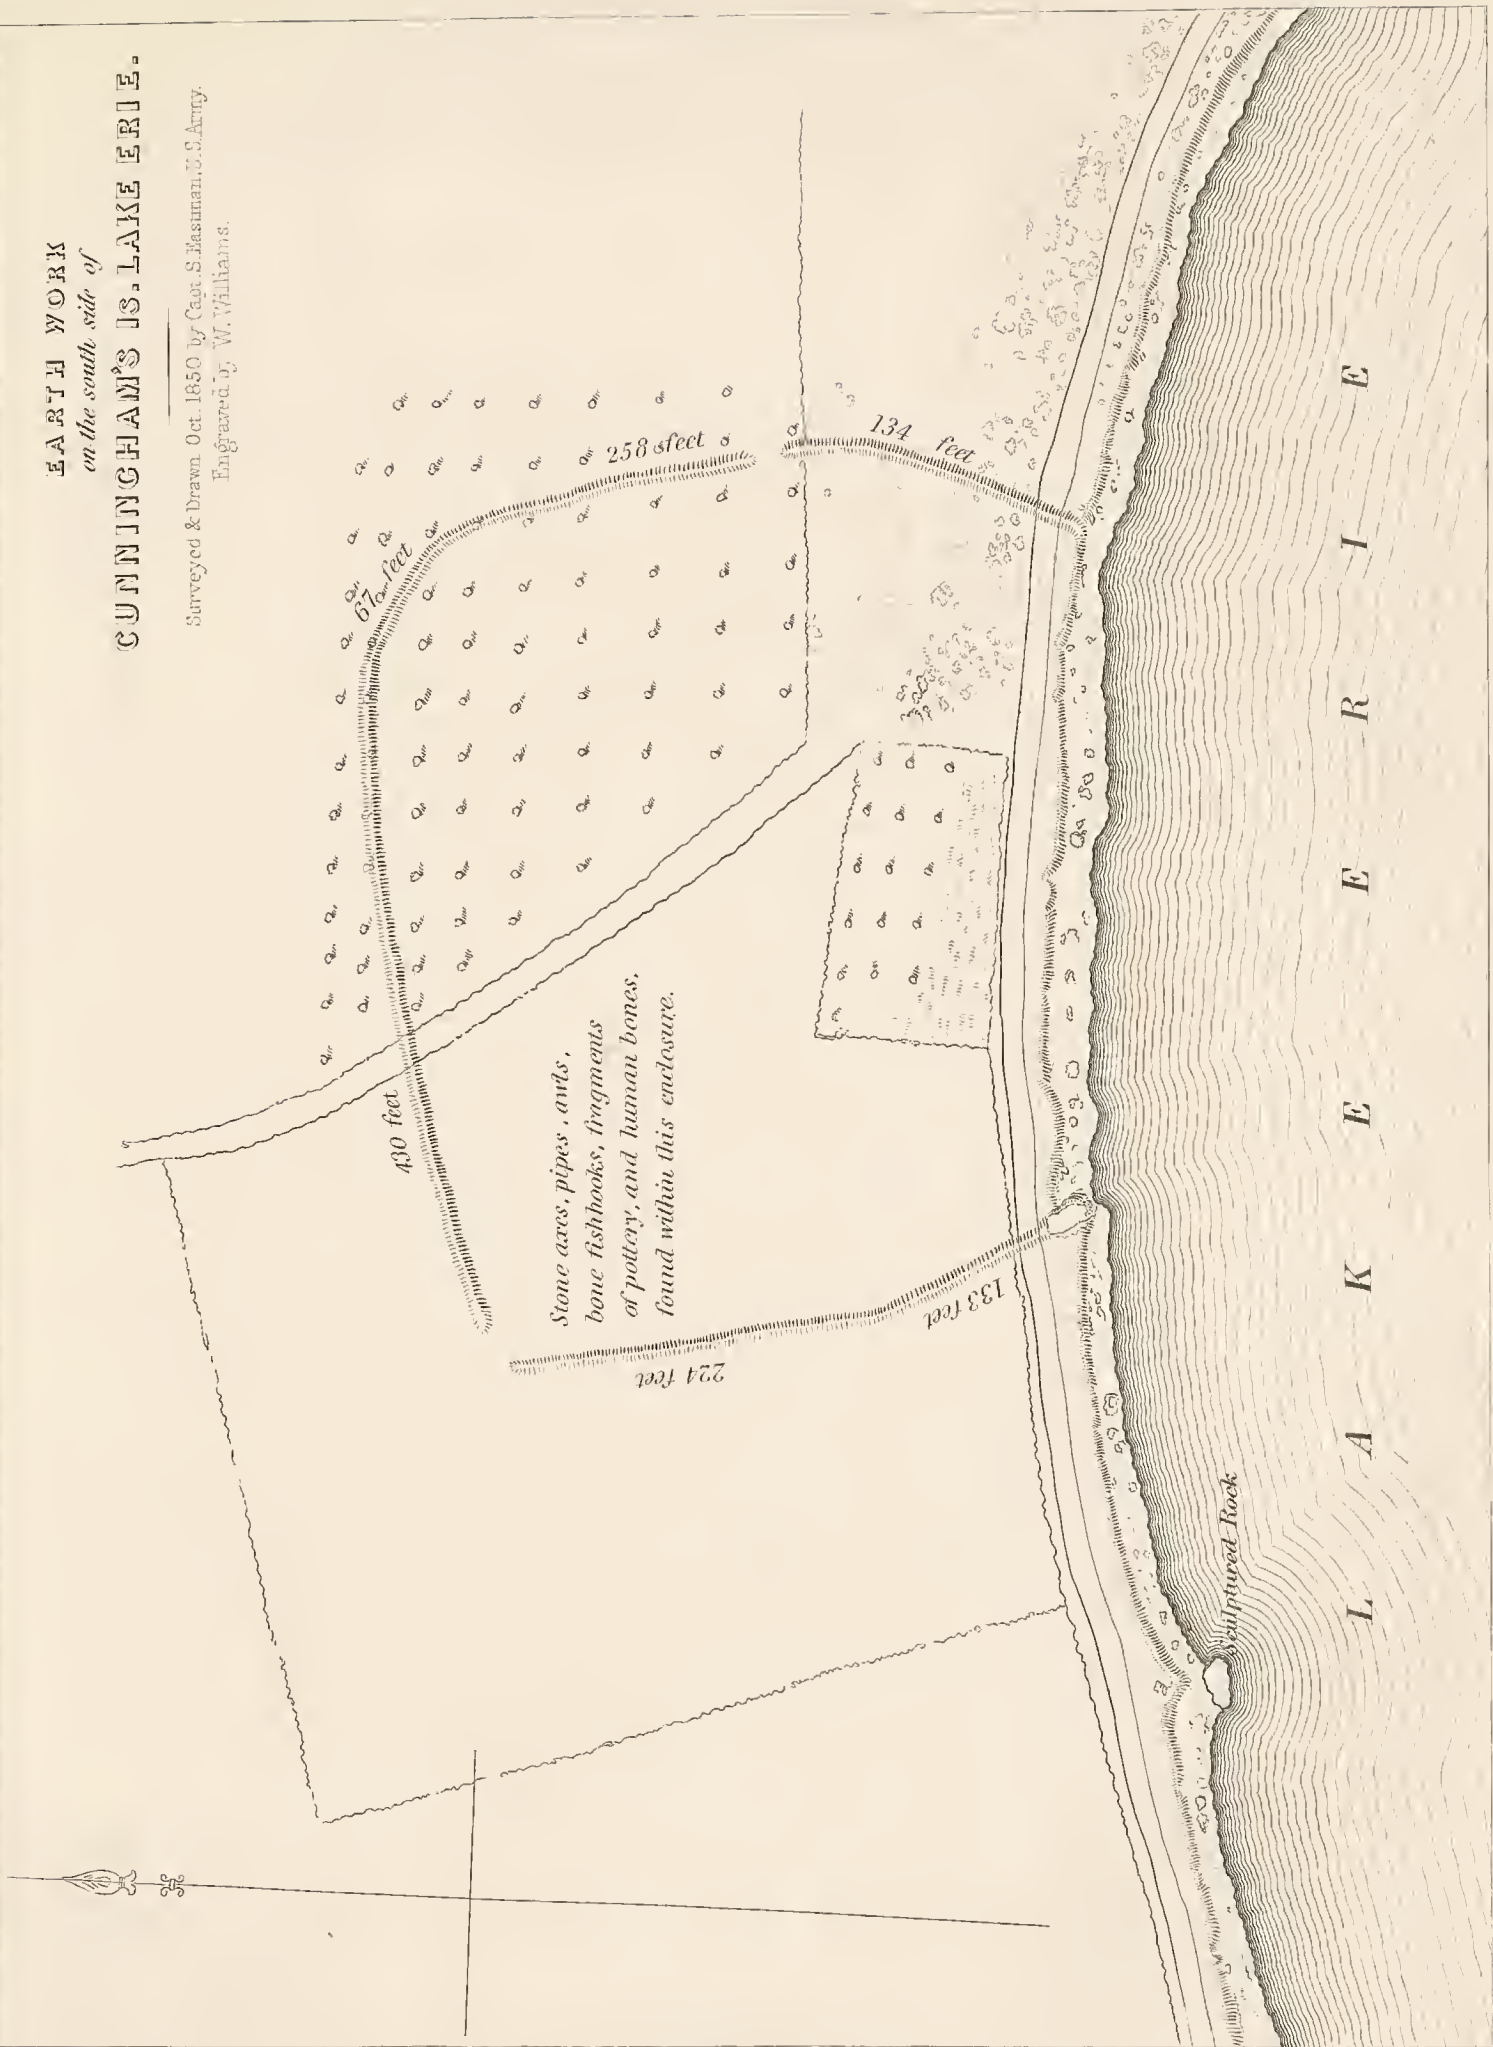 EARTH WORK
on the south side of
CUNNINGHAM'S IS. LAKE ERIE.
Surveyed & Drawn Oct. 1850 by Capt. S. Eastman, U.S. Army.
Engraved by W. Williams.
67 feet
258 feet
134 feet
430 feet
Stone axes, pipes, awls,
bone fishhooks, fragments
of pottery, and human bones,
found within this enclosure.
224 feet
133 feet
a
Sculptured Rock
LAKE ERIE